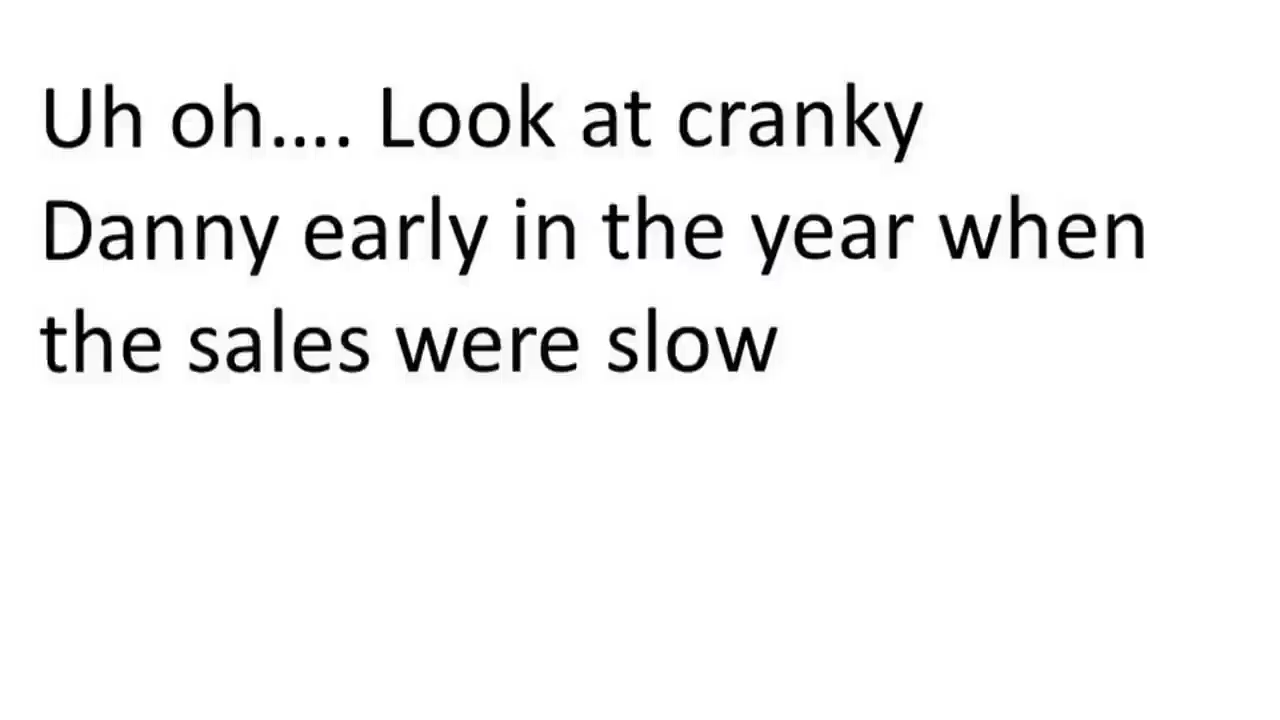 Uh oh.... Look at cranky
Danny early in the year when
the sales were slow